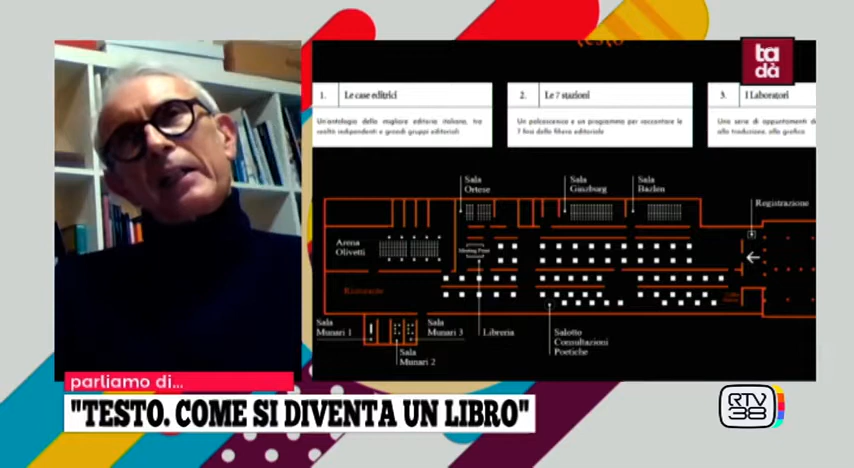 TESTO
ta
dà
1. Le case editrici
Un'antologia della migliore editoria italiana, tra
realtà indipendenti e grandi gruppi editoriali
2. Le 7 stazioni
Un palcoscenico e un programma per raccontare le
7 fasi della filiera editoriale
3. I Laboratori
Una serie di appuntamenti d
alla traduzione, alla grafica
Sala
Ortese
Sala
Ginzburg
Sala
Bazlen
Registrazione
Arena
Olivetti
Meeting Point
Ristorante
Sala
Munari 1
Sala
Munari 2
Sala
Munari 3
Libreria
Salotto
Consultazioni
Poetiche
parliamo di...
"TESTO. COME SI DIVENTA UN LIBRO"
RTV
38